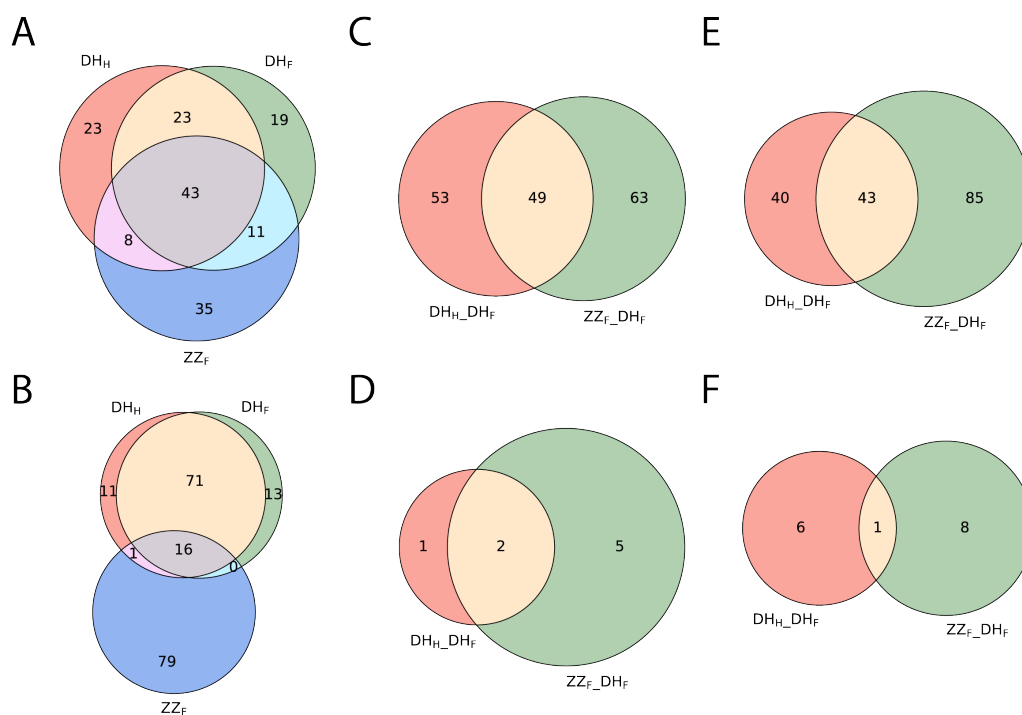 A
DHH
DHF
23
23
19
43
8
11
35
ZZF
B
DHH
DHF
11
71
13
1
16
0
79
ZZF
C
53
49
63
DHH_DHF
ZZF_DHF
D
1
2
5
DHH_DHF
ZZF_DHF
E
40
43
85
DHH_DHF
ZZF_DHF
F
6
1
8
DHH_DHF
ZZF_DHF